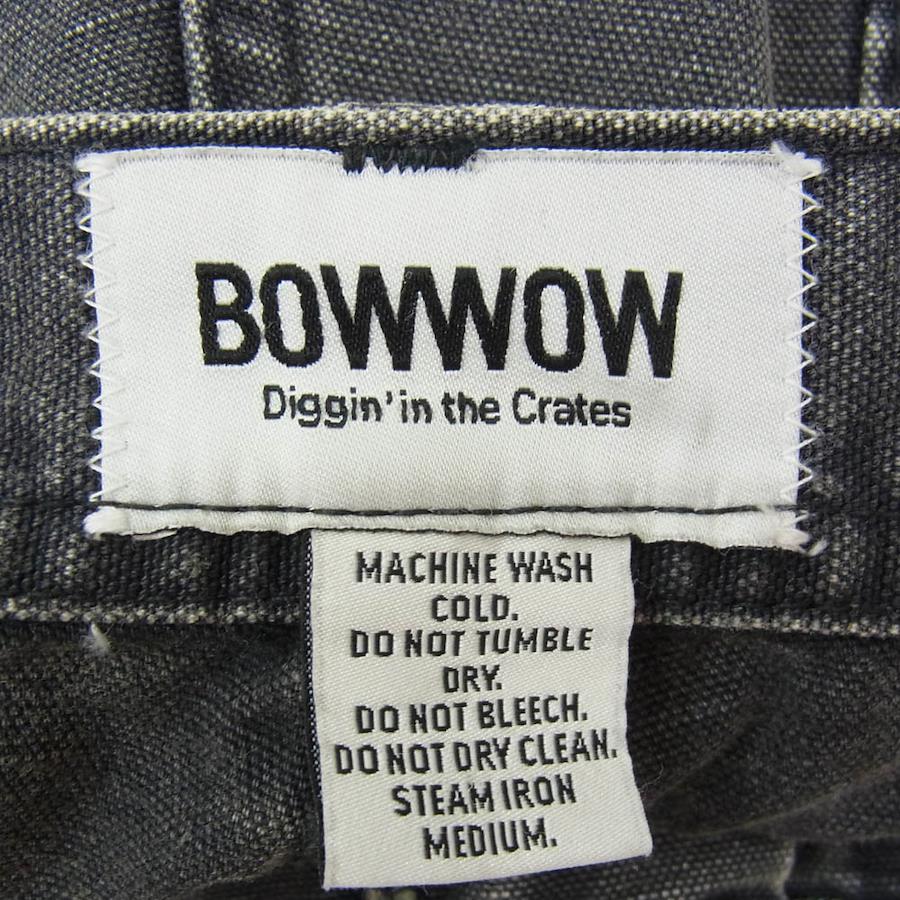 BOWWOW
Diggin' in the Crates
MACHINE WASH
COLD.
DO NOT TUMBLE
DRY.
DO NOT BLEECH.
DO NOT DRY CLEAN.
STEAM IRON
MEDIUM.